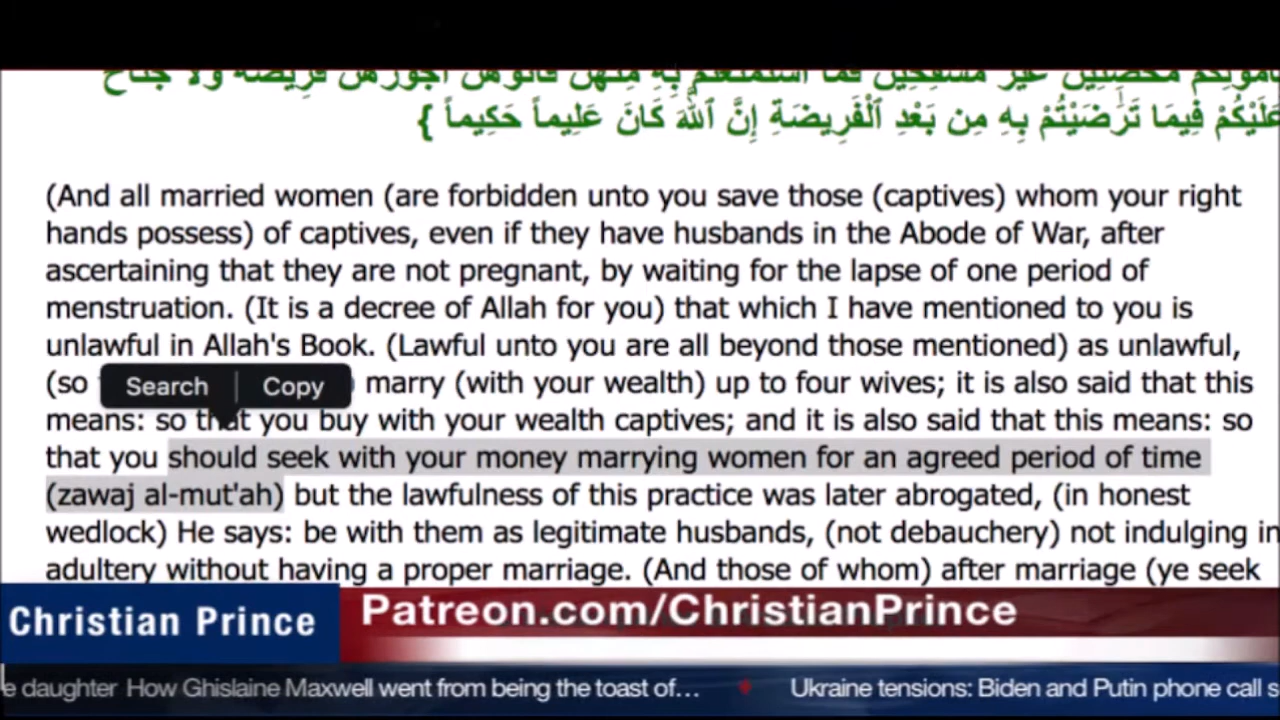 عَلَيْكُمْ فِيمَا تَرَٰضَيْتُمْ بِهِ مِن بَعْدِ ٱلْفَرِيضَةِ إِنَّ ٱللَّهَ كَانَ عَلِيماً حَكِيماً }
(And all married women (are forbidden unto you save those (captives) whom your right
hands possess) of captives, even if they have husbands in the Abode of War, after
ascertaining that they are not pregnant, by waiting for the lapse of one period of
menstruation. (It is a decree of Allah for you) that which I have mentioned to you is
unlawful in Allah's Book. (Lawful unto you are all beyond those mentioned) as unlawful,
(so
Search
Copy
marry (with your wealth) up to four wives; it is also said that this
means: so that you buy with your wealth captives; and it is also said that this means: so
that you should seek with your money marrying women for an agreed period of time
(zawaj al-mut'ah) but the lawfulness of this practice was later abrogated, (in honest
wedlock) He says: be with them as legitimate husbands, (not debauchery) not indulging in
adultery without having a proper marriage. (And those of whom) after marriage (ye seek
Christian Prince
Patreon.com/ChristianPrince
e daughter How Ghislaine Maxwell went from being the toast of…
Ukraine tensions: Biden and Putin phone call s